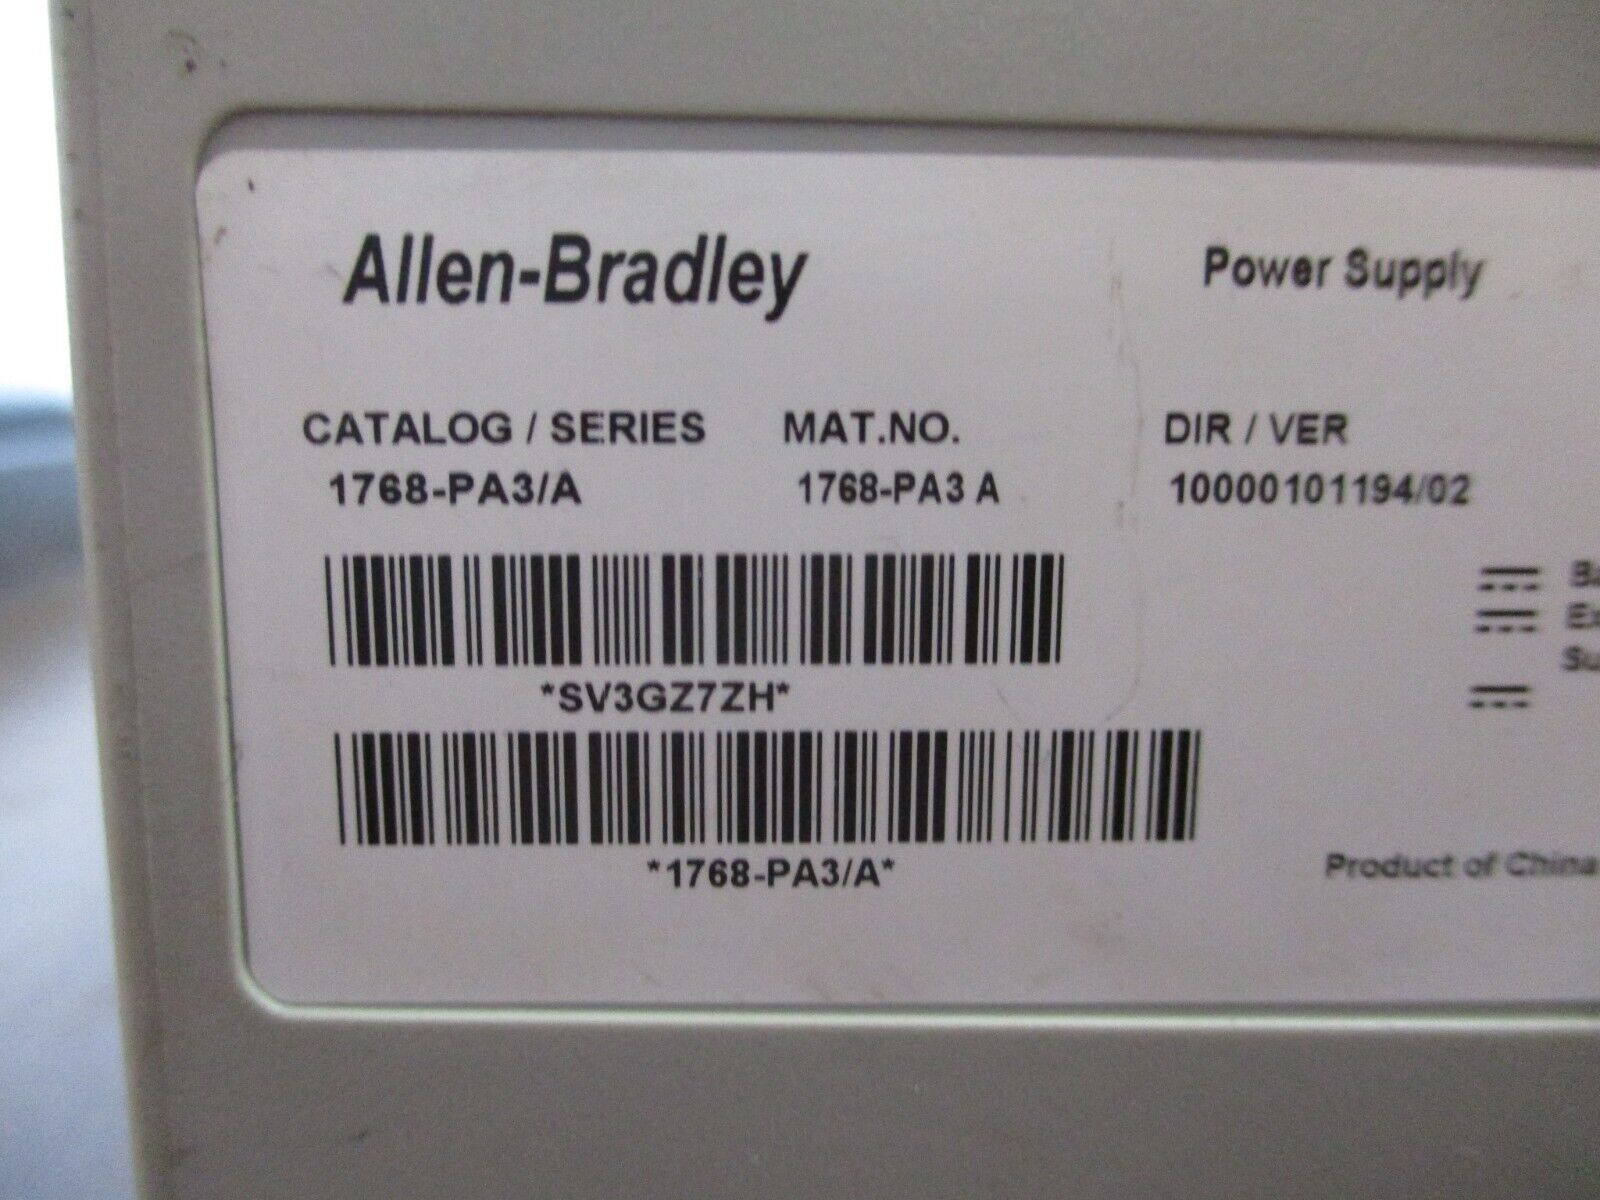 Allen-Bradley
Power Supply
CATALOG / SERIES MAT.NO. DIR / VER
1768-PA3/A 1768-PA3 A 10000101194/02
*SV3GZ7ZH*
*1768-PA3/A*
Product of China